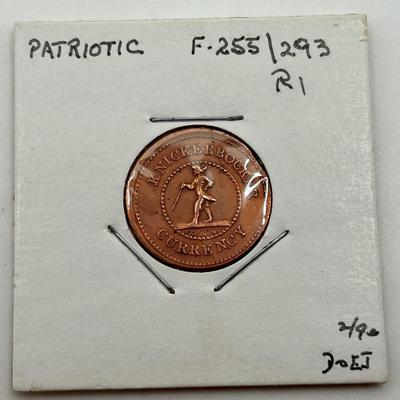 PATRIOTIC F-255/293
R1
KNICKERBOCKER
CURRENCY
2/90